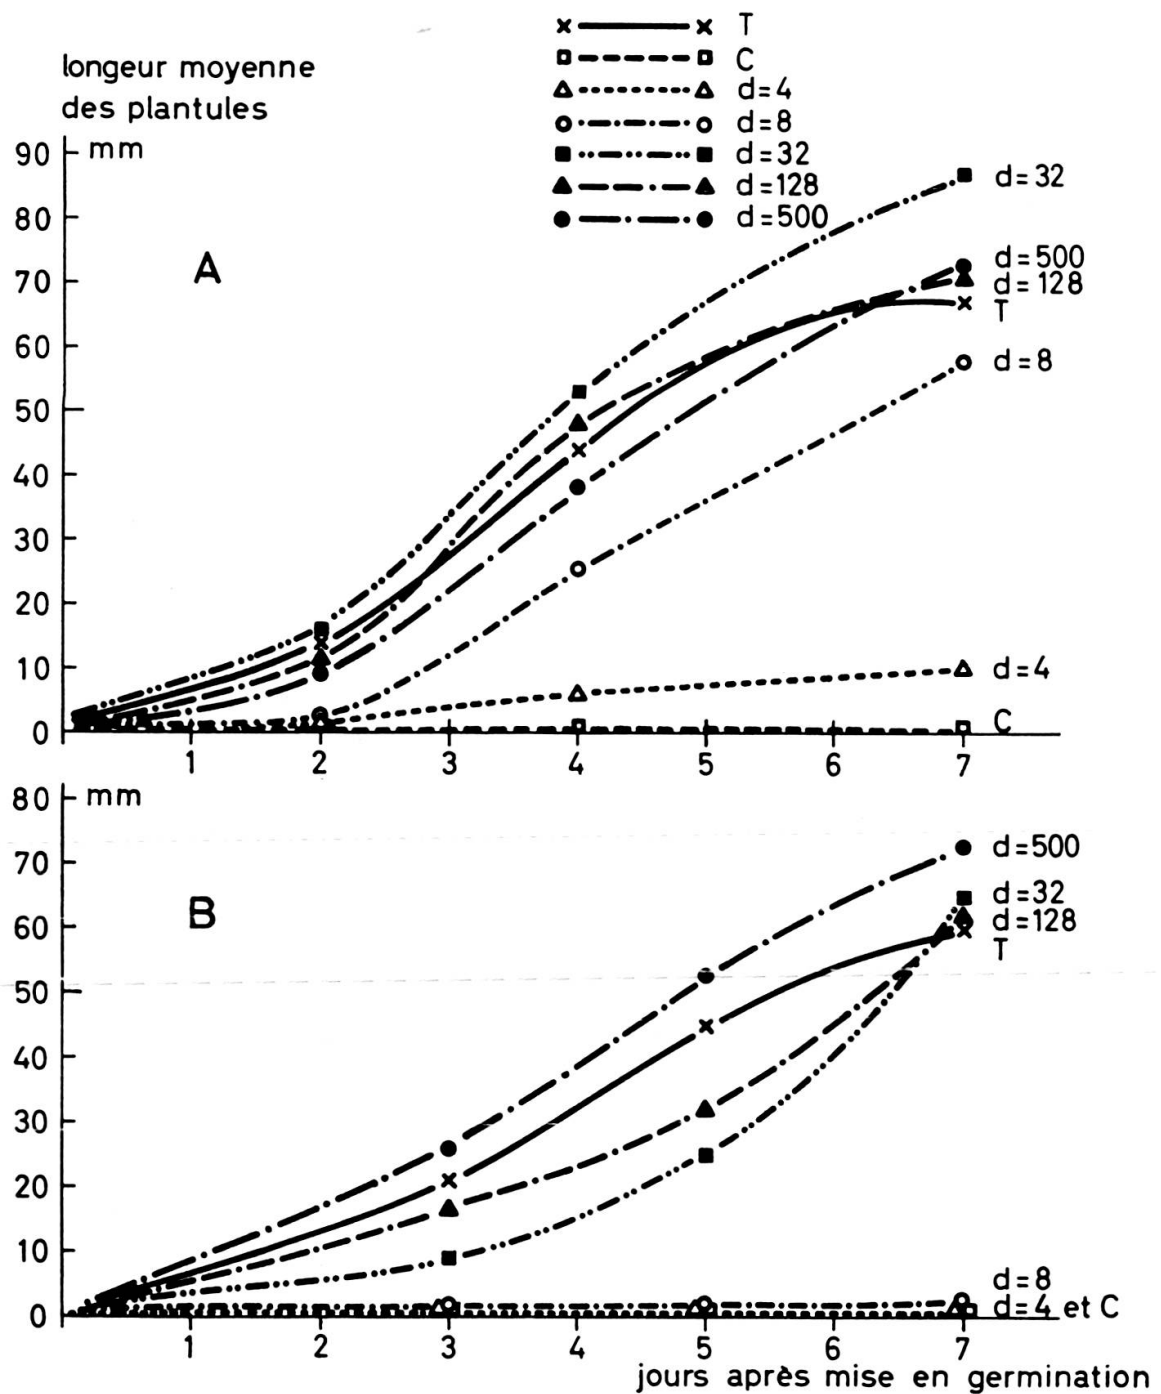 T
C
d=4
d=8
d=32
d=128
d=500
longeur moyenne
des plantules
mm
90
80
70
60
50
40
30
20
10
0
A
d=32
d=500
d=128
T
d=8
d=4
C
1 2 3 4 5 6 7
mm
80
70
60
50
40
30
20
10
0
B
d=500
d=32
d=128
T
d=8
d=4 et C
1 2 3 4 5 6 7
jours après mise en germination